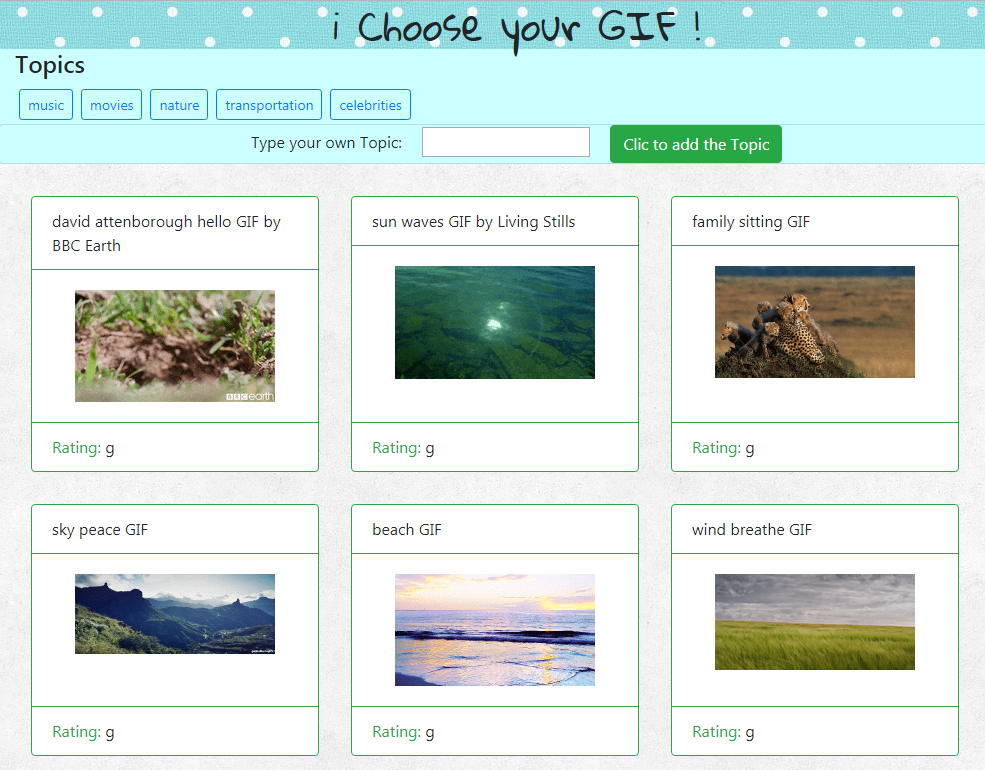 i Choose your GIF !
Topics
music movies nature transportation celebrities
Type your own Topic: Clic to add the Topic
david attenborough hello GIF by
BBC Earth
BBC earth
Rating: g
sun waves GIF by Living Stills
Rating: g
family sitting GIF
Rating: g
sky peace GIF
Rating: g
beach GIF
Rating: g
wind breathe GIF
Rating: g